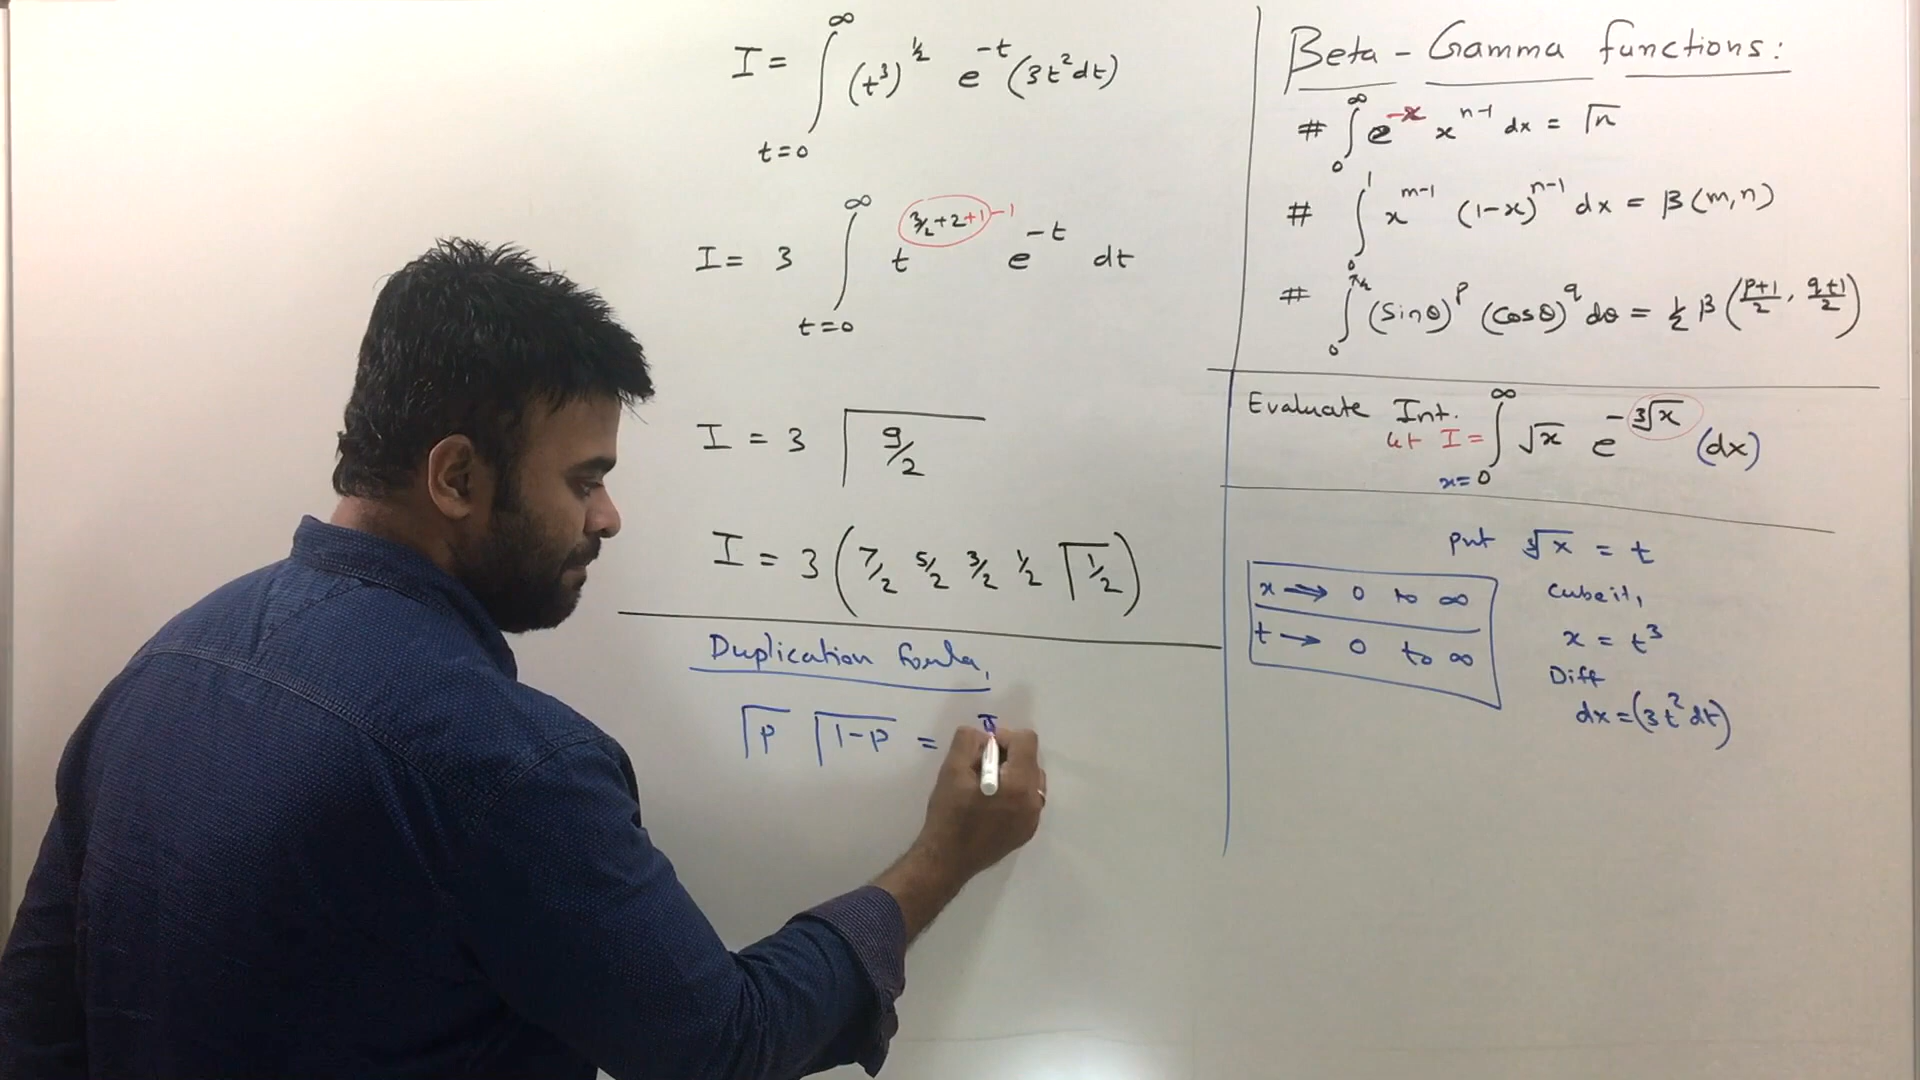 I = ∫_{t=0}^{∞} (t³)^{1/2} e^{-t} (3t² dt)
I = 3 ∫_{t=0}^{∞} t^{3/2+2+1-1} e^{-t} dt
I = 3 Γ9/2
I = 3 (7/2 5/2 3/2 1/2 Γ1/2)
Duplication
Γp Γ1-p = π
Beta - Gamma functions:
# ∫_{0}^{∞} e^{-x} x^{n-1} dx = Γn
# ∫_{0}^{1} x^{m-1} (1-x)^{n-1} dx = β(m,n)
# ∫_{0}^{π/2} (sinθ)^p (cosθ)^q dθ = 1/2 β(p+1/2, q+1/2)
Evaluate Int.
let I = ∫_{x=0}^{∞} √x e^{-∛x} (dx)
put ∛x = t
Cube it,
x = t³
Diff
dx = (3t² dt)
x → 0 to ∞
t → 0 to ∞